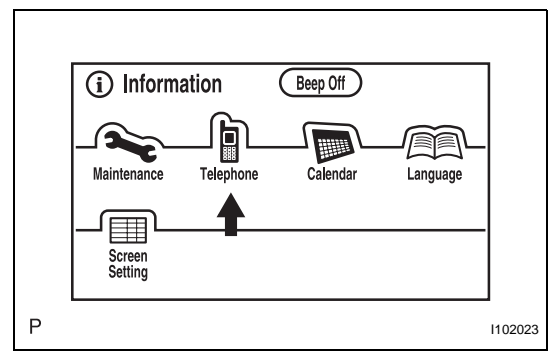 i Information Beep Off
Maintenance Telephone Calendar Language
Screen
Setting
P I102023